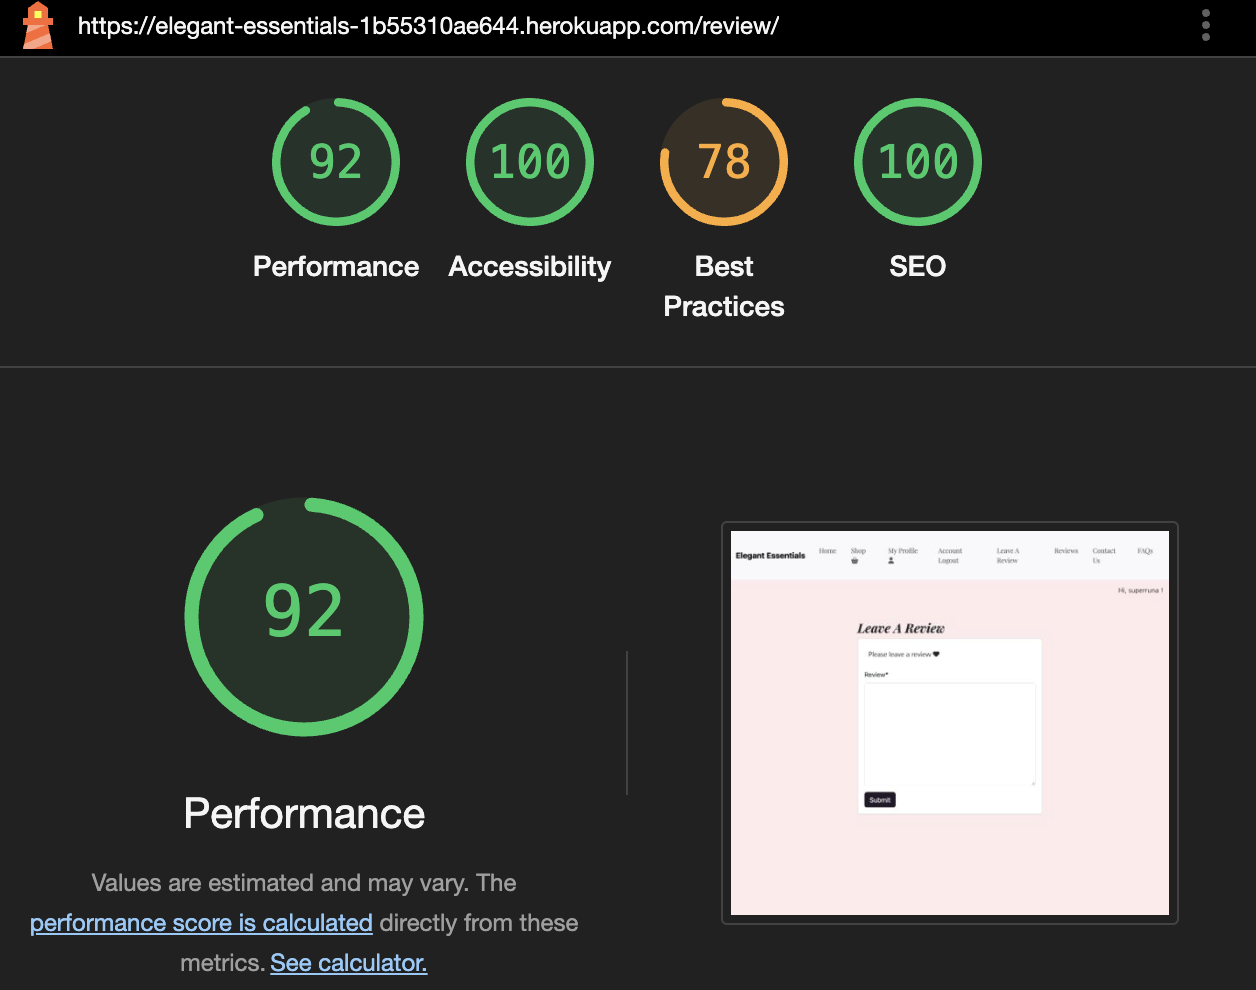 https://elegant-essentials-1b55310ae644.herokuapp.com/review/
92
100
78
100
Performance
Accessibility
Best
Practices
SEO
92
Performance
Values are estimated and may vary. The
performance score is calculated directly from these
metrics. See calculator.
Elegant Essentials
Home
Shop
My Profile
Account
Logout
Leave A
Review
Reviews
Contact
Us
FAQs
Hi, superruna !
Leave A Review
Please leave a review
Review*
Submit